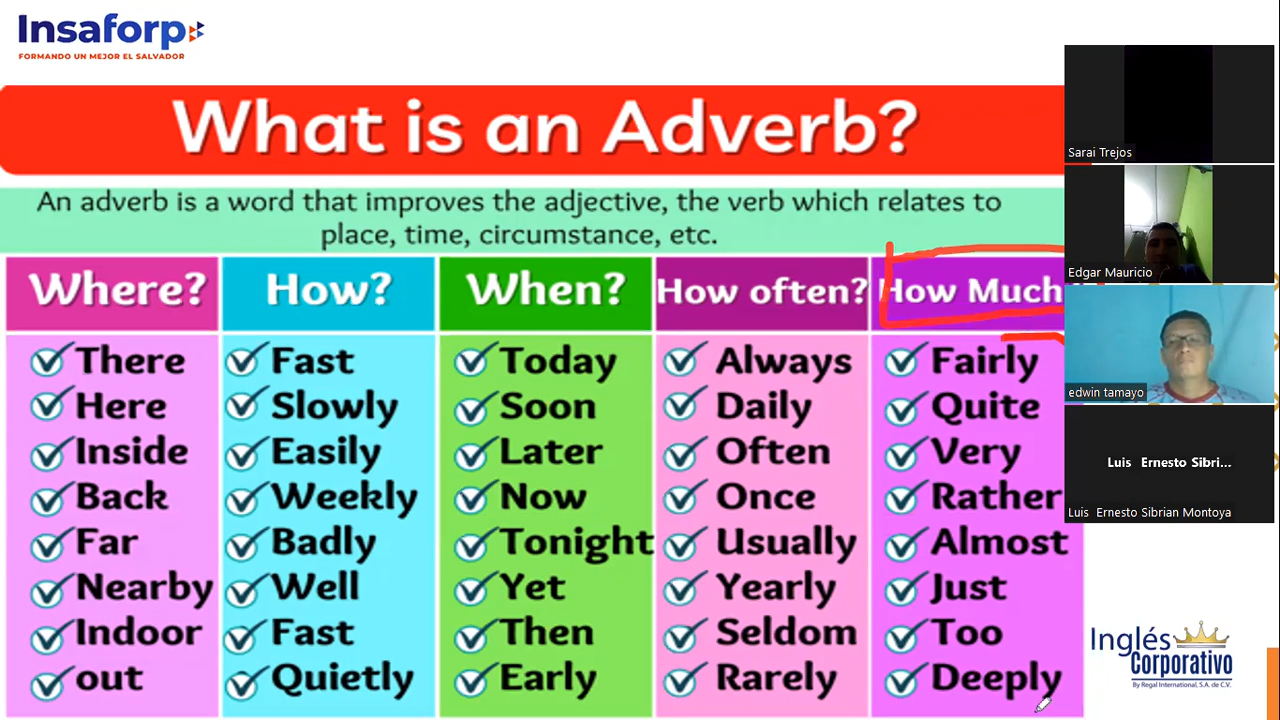 Insaforp
FORMANDO UN MEJOR EL SALVADOR
What is an Adverb?
An adverb is a word that improves the adjective, the verb which relates to
place, time, circumstance, etc.
Where?
There
Here
Inside
Back
Far
Nearby
Indoor
out
How?
Fast
Slowly
Easily
Weekly
Badly
Well
Fast
Quietly
When?
Today
Soon
Later
Now
Tonight
Yet
Then
Early
How often?
Always
Daily
Often
Once
Usually
Yearly
Seldom
Rarely
How Much
Fairly
Quite
Very
Rather
Almost
Just
Too
Deeply
Sarai Trejos
Edgar Mauricio
edwin tamayo
Luis Ernesto Sibri...
Luis Ernesto Sibrian Montoya
Inglés
Corporativo
By Regal International, S.A. de C.V.